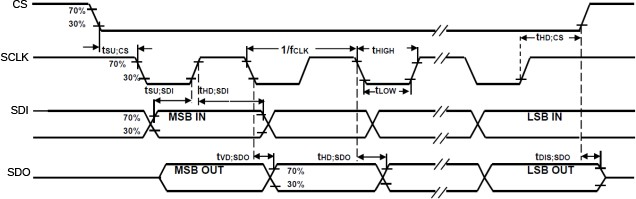 CS
70%
30%
tSU;CS
1/fCLK
tHIGH
tHD;CS
SCLK
70%
30%
tSU;SDI
tHD;SDI
tLOW
SDI
70%
30%
MSB IN
LSB IN
tVD;SDO
tHD;SDO
tDIS;SDO
SDO
MSB OUT
70%
30%
LSB OUT